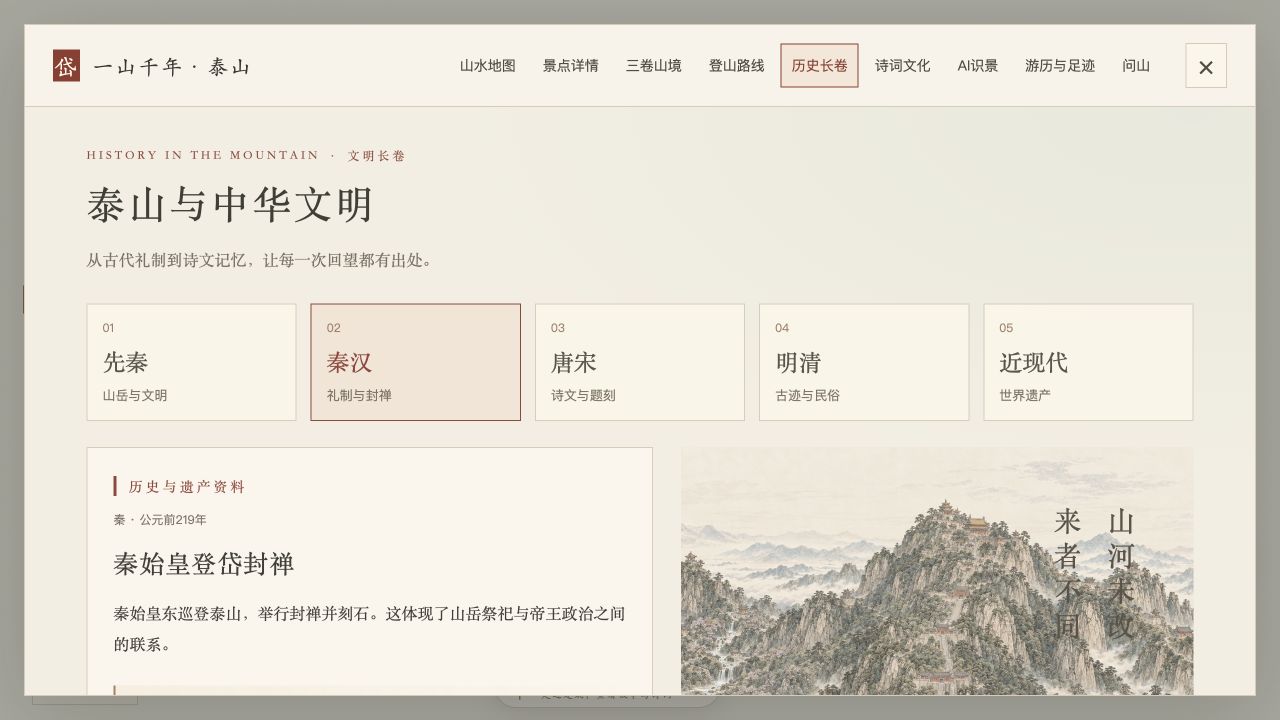 岱 一山千年·泰山
山水地图 景点详情 三卷山境 登山路线 历史长卷 诗词文化 AI识景 游历与足迹 问山 ×
HISTORY IN THE MOUNTAIN · 文明长卷
泰山与中华文明
从古代礼制到诗文记忆，让每一次回望都有出处。
01
先秦
山岳与文明
02
秦汉
礼制与封禅
03
唐宋
诗文与题刻
04
明清
古迹与民俗
05
近现代
世界遗产
历史与遗产资料
秦 · 公元前219年
秦始皇登岱封禅
秦始皇东巡登泰山，举行封禅并刻石。这体现了山岳祭祀与帝王政治之间
的联系。
山河未改
来者不同